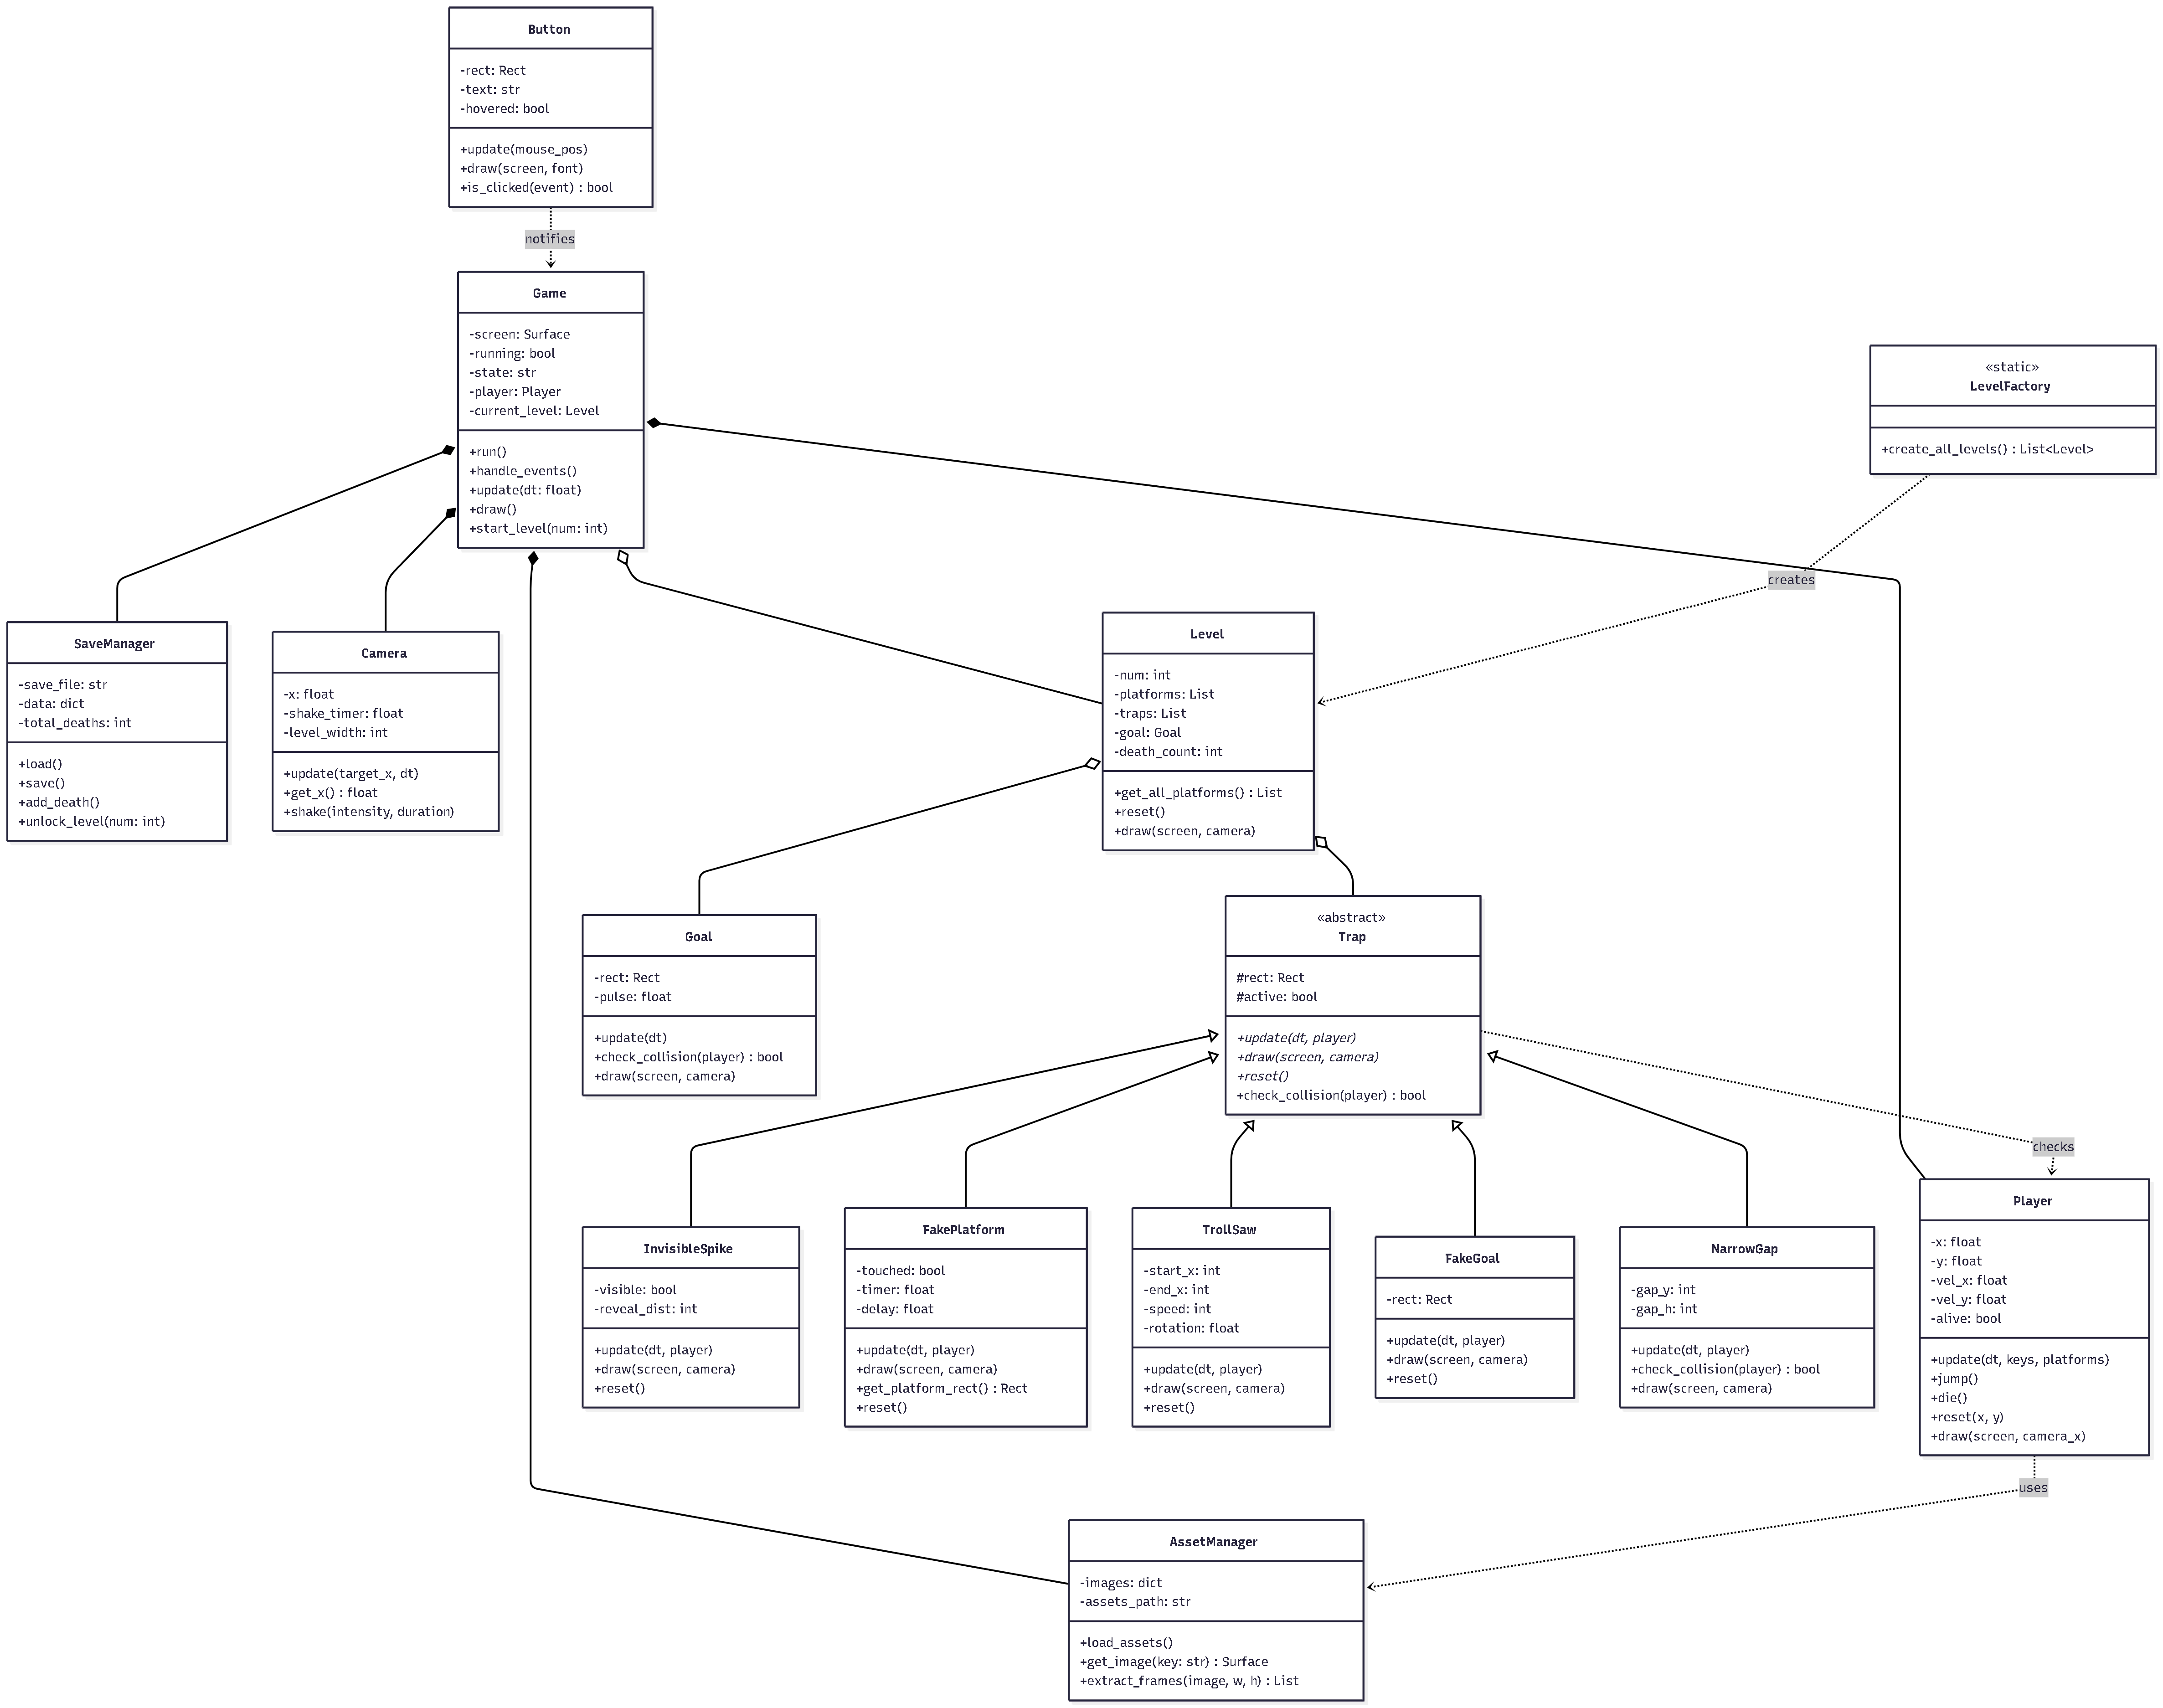 Button
-rect: Rect
-text: str
-hovered: bool
+update(mouse_pos)
+draw(screen, font)
+is_clicked(event) : bool
notifies
Game
-screen: Surface
-running: bool
-state: str
-player: Player
-current_level: Level
+run()
+handle_events()
+update(dt: float)
+draw()
+start_level(num: int)
«static»
LevelFactory
+create_all_levels() : List<Level>
creates
SaveManager
-save_file: str
-data: dict
-total_deaths: int
+load()
+save()
+add_death()
+unlock_level(num: int)
Camera
-x: float
-shake_timer: float
-level_width: int
+update(target_x, dt)
+get_x() : float
+shake(intensity, duration)
Level
-num: int
-platforms: List
-traps: List
-goal: Goal
-death_count: int
+get_all_platforms() : List
+reset()
+draw(screen, camera)
Goal
-rect: Rect
-pulse: float
+update(dt)
+check_collision(player) : bool
+draw(screen, camera)
«abstract»
Trap
#rect: Rect
#active: bool
+update(dt, player)
+draw(screen, camera)
+reset()
+check_collision(player) : bool
checks
InvisibleSpike
-visible: bool
-reveal_dist: int
+update(dt, player)
+draw(screen, camera)
+reset()
FakePlatform
-touched: bool
-timer: float
-delay: float
+update(dt, player)
+draw(screen, camera)
+get_platform_rect() : Rect
+reset()
TrollSaw
-start_x: int
-end_x: int
-speed: int
-rotation: float
+update(dt, player)
+draw(screen, camera)
+reset()
FakeGoal
-rect: Rect
+update(dt, player)
+draw(screen, camera)
+reset()
NarrowGap
-gap_y: int
-gap_h: int
+update(dt, player)
+check_collision(player) : bool
+draw(screen, camera)
Player
-x: float
-y: float
-vel_x: float
-vel_y: float
-alive: bool
+update(dt, keys, platforms)
+jump()
+die()
+reset(x, y)
+draw(screen, camera_x)
uses
AssetManager
-images: dict
-assets_path: str
+load_assets()
+get_image(key: str) : Surface
+extract_frames(image, w, h) : List